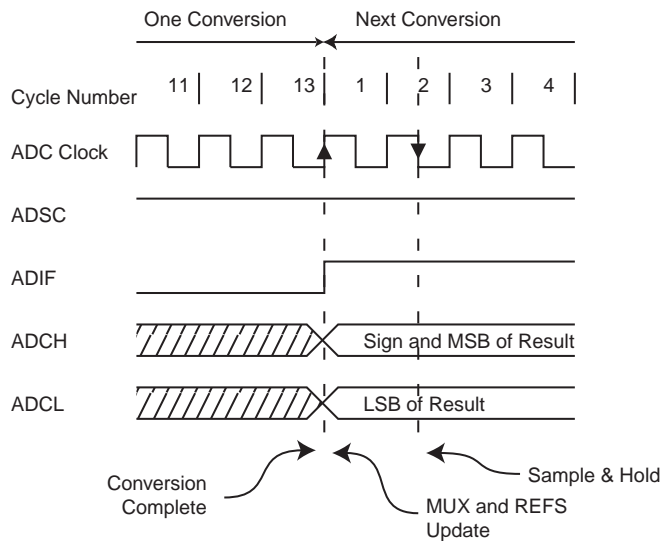 One Conversion Next Conversion
Cycle Number 11 12 13 1 2 3 4
ADC Clock
ADSC
ADIF
ADCH Sign and MSB of Result
ADCL LSB of Result
Conversion
Complete
MUX and REFS
Update
Sample & Hold